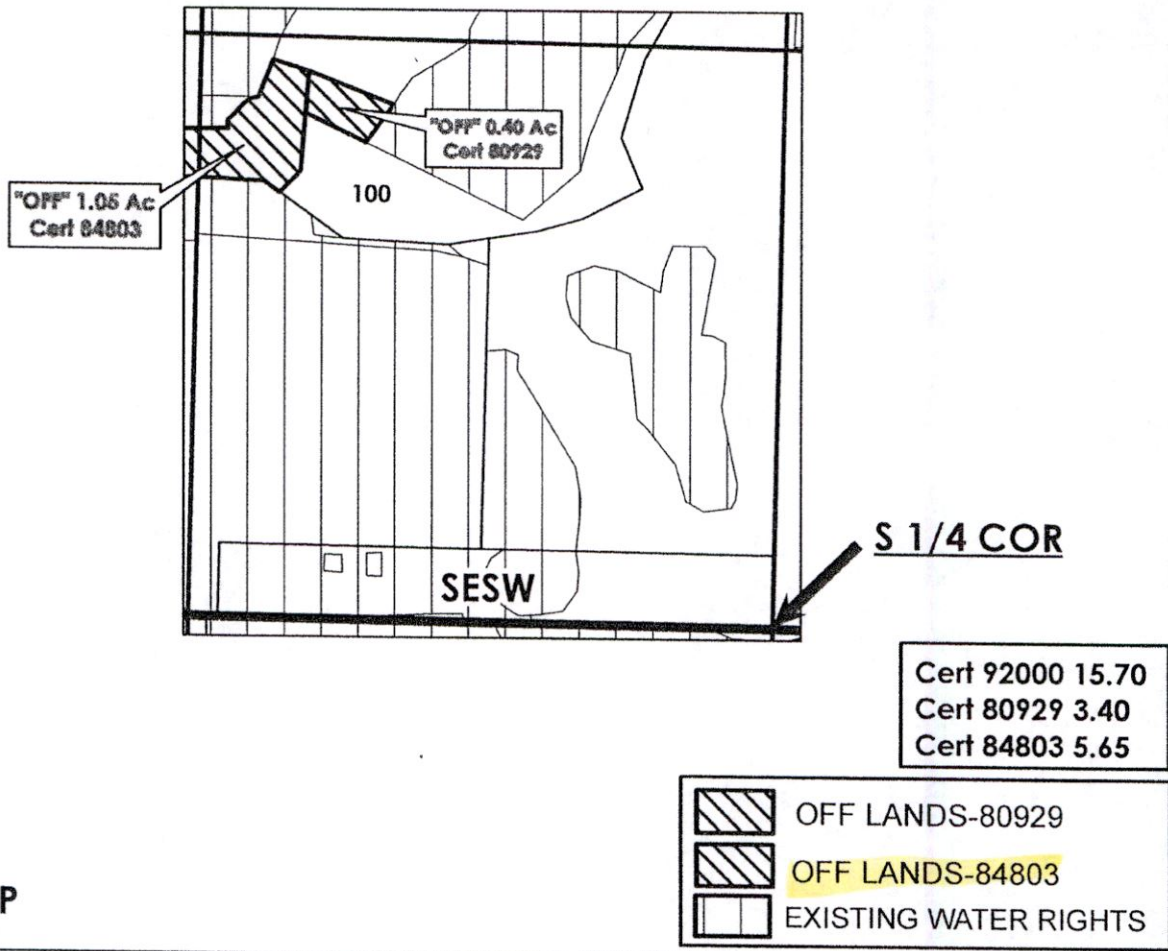 "OFF" 0.40 Ac
Cert 80929
"OFF" 1.05 Ac
Cert 84803
100
S 1/4 COR
SESW
Cert 92000 15.70
Cert 80929 3.40
Cert 84803 5.65
OFF LANDS-80929
OFF LANDS-84803
EXISTING WATER RIGHTS
P